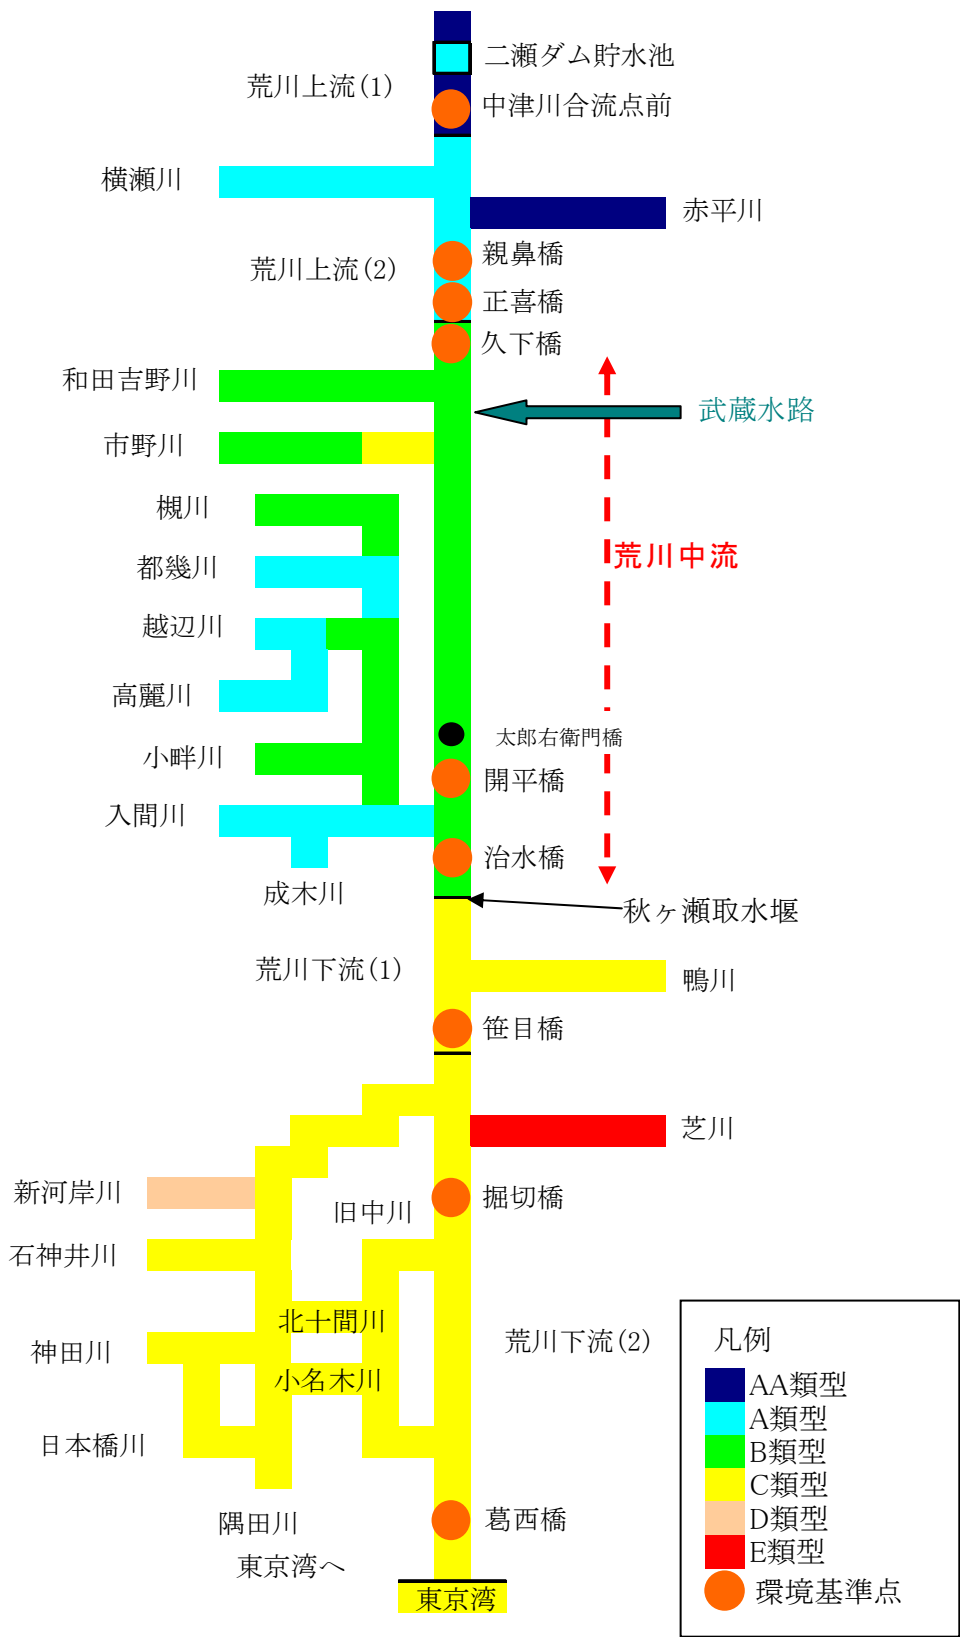 二瀬ダム貯水池
荒川上流(1)
中津川合流点前
横瀬川
赤平川
親鼻橋
荒川上流(2)
正喜橋
久下橋
和田吉野川
武蔵水路
市野川
槻川
荒川中流
都幾川
越辺川
高麗川
太郎右衛門橋
小畔川
開平橋
入間川
治水橋
成木川
秋ヶ瀬取水堰
荒川下流(1)
鴨川
笹目橋
芝川
新河岸川
掘切橋
旧中川
石神井川
北十間川
荒川下流(2)
神田川
小名木川
日本橋川
葛西橋
隅田川
東京湾へ
東京湾
凡例
AA類型
A類型
B類型
C類型
D類型
E類型
環境基準点